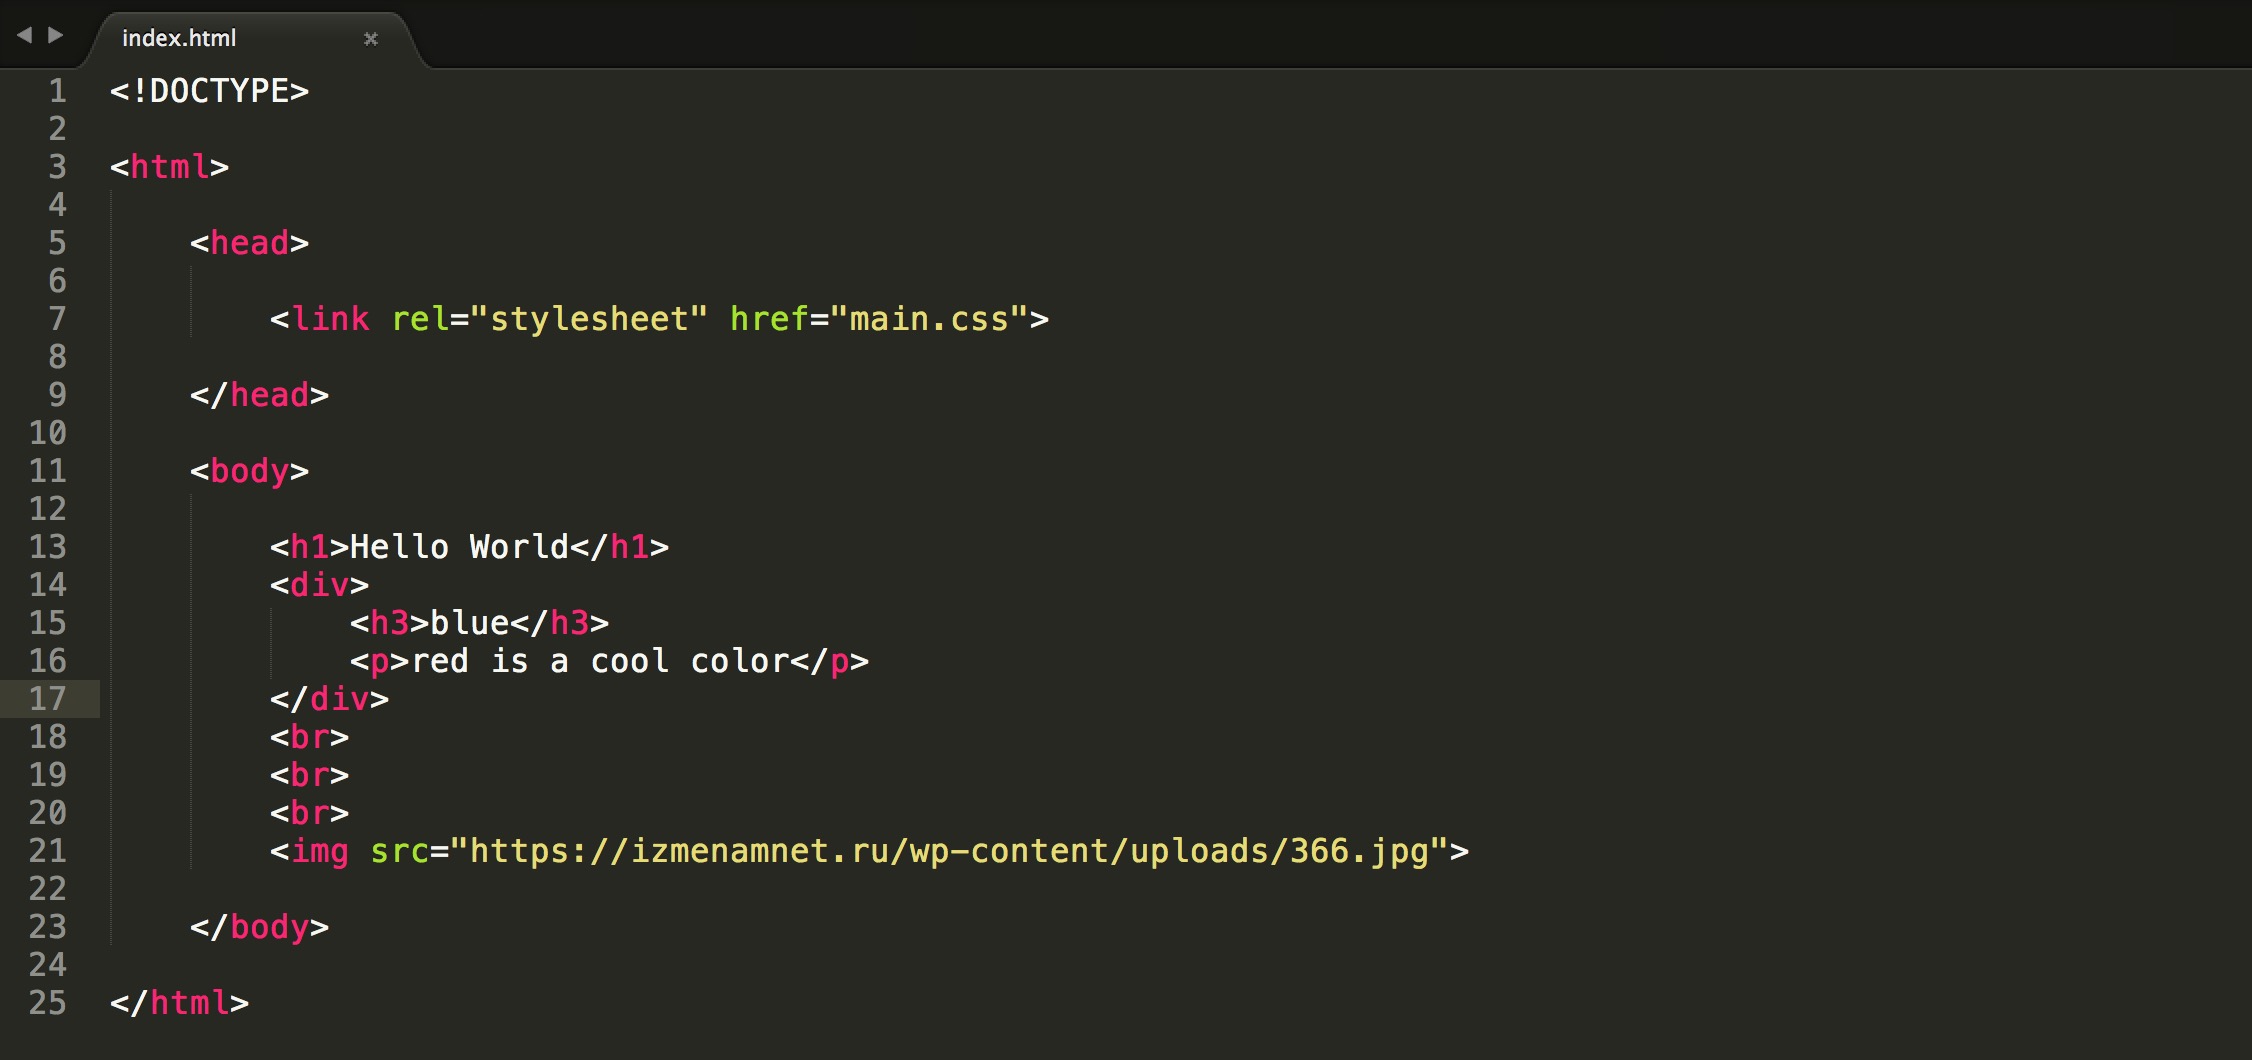 index.html
1 <!DOCTYPE>
2
3 <html>
4
5 <head>
6
7 <link rel="stylesheet" href="main.css">
8
9 </head>
10
11 <body>
12
13 <h1>Hello World</h1>
14 <div>
15 <h3>blue</h3>
16 <p>red is a cool color</p>
17 </div>
18 <br>
19 <br>
20 <br>
21 <img src="https://izmenamnet.ru/wp-content/uploads/366.jpg">
22
23 </body>
24
25 </html>